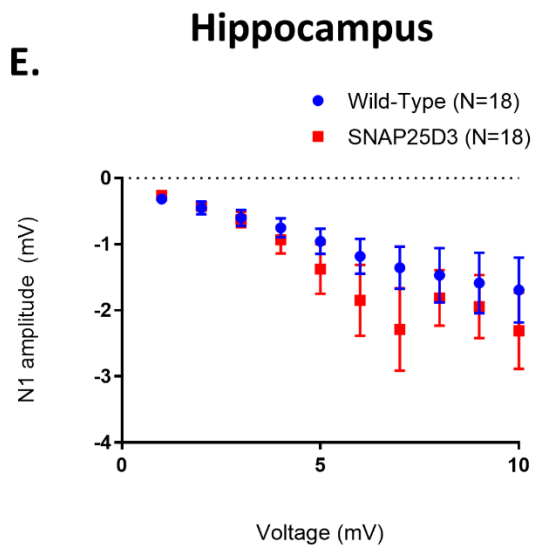 Hippocampus
E.
Wild-Type (N=18)
SNAP25D3 (N=18)
0
-1
-2
-3
-4
N1 amplitude (mV)
0 5 10
Voltage (mV)